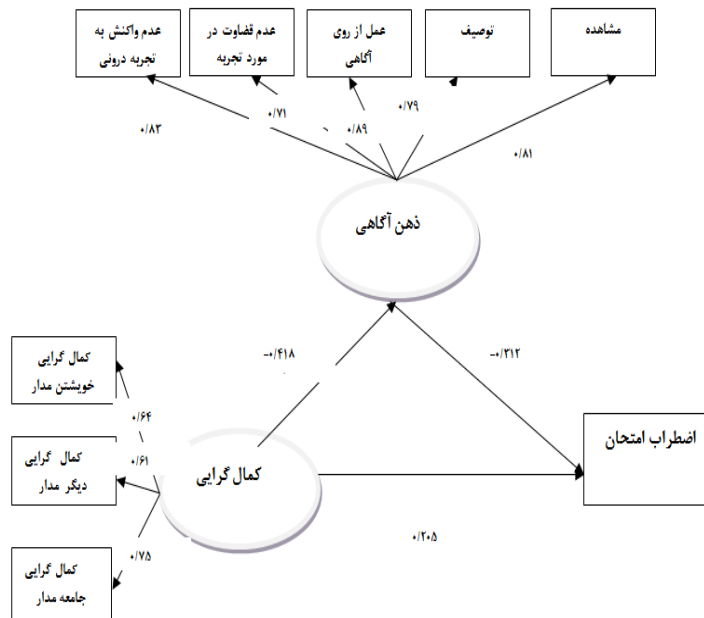 مشاهده
توصیف
عمل از روی
آگاهی
عدم قضاوت در
مورد تجربه
عدم واکنش به
تجربه درونی
۰/۸۱
۰/۷۹
۰/۸۹
۰/۷۱
۰/۸۳
ذهن آگاهی
-۰/۴۱۸
-۰/۳۱۲
کمال گرایی
خویشتن مدار
۰/۶۴
کمال گرایی
دیگر مدار
۰/۶۱
کمال گرایی
جامعه مدار
۰/۷۵
کمال گرایی
اضطراب امتحان
۰/۲۰۵